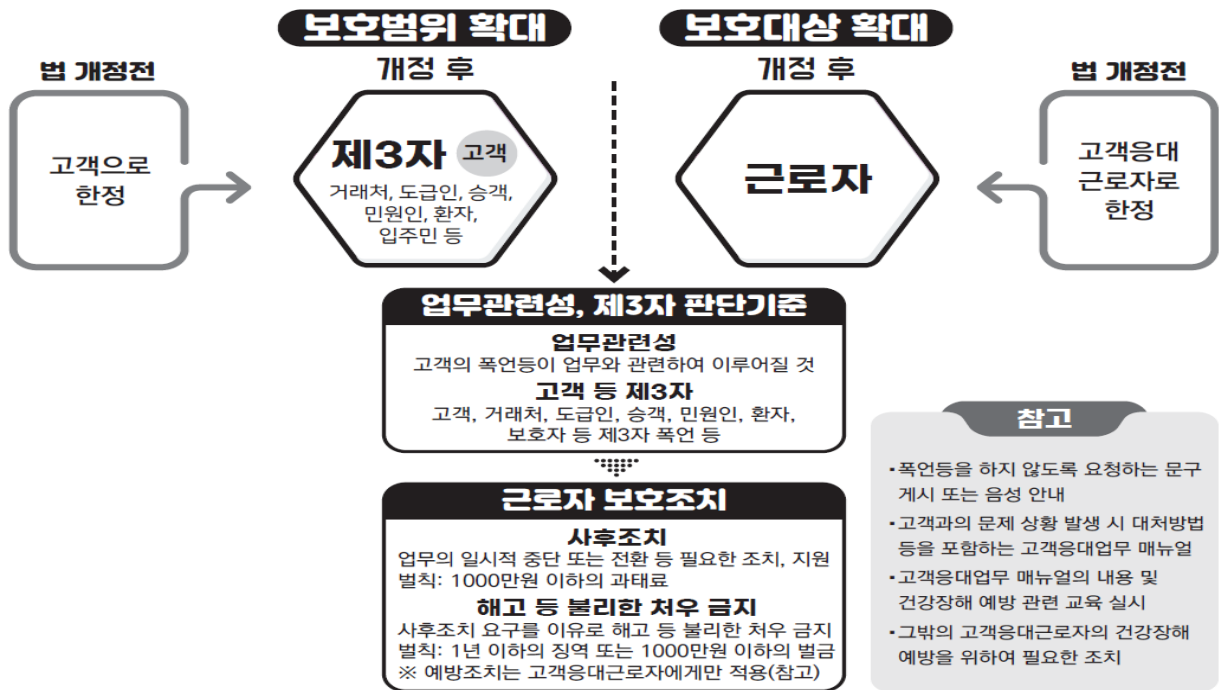 보호범위 확대
보호대상 확대
법 개정전
개정 후
개정 후
법 개정전
고객으로
한정
제3자 고객
거래처, 도급인, 승객,
민원인, 환자,
입주민 등
근로자
고객응대
근로자로
한정
업무관련성, 제3자 판단기준
업무관련성
고객의 폭언등이 업무와 관련하여 이루어질 것
고객 등 제3자
고객, 거래처, 도급인, 승객, 민원인, 환자,
보호자 등 제3자 폭언 등
근로자 보호조치
사후조치
업무의 일시적 중단 또는 전환 등 필요한 조치, 지원
벌칙: 1000만원 이하의 과태료
해고 등 불리한 처우 금지
사후조치 요구를 이유로 해고 등 불리한 처우 금지
벌칙: 1년 이하의 징역 또는 1000만원 이하의 벌금
※ 예방조치는 고객응대근로자에게만 적용(참고)
참고
▪폭언등을 하지 않도록 요청하는 문구
게시 또는 음성 안내
▪고객과의 문제 상황 발생 시 대처방법
등을 포함하는 고객응대업무 매뉴얼
▪고객응대업무 매뉴얼의 내용 및
건강장해 예방 관련 교육 실시
▪그밖의 고객응대근로자의 건강장해
예방을 위하여 필요한 조치